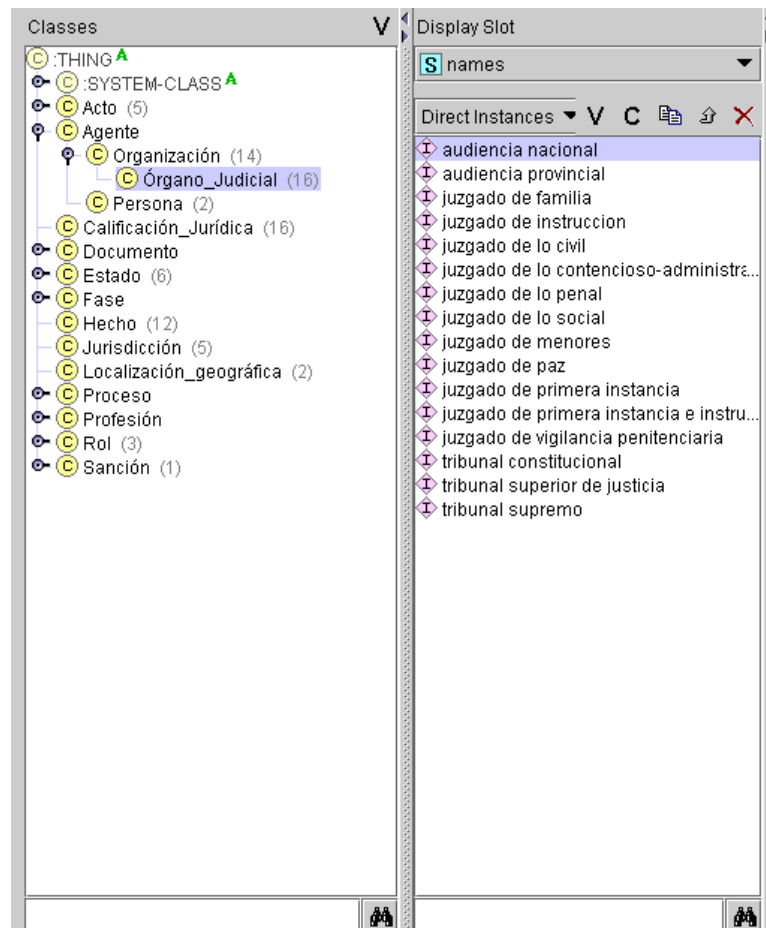 Classes V
:THING A
C :SYSTEM-CLASS A
C Acto (5)
C Agente
C Organización (14)
C Órgano_Judicial (16)
C Persona (2)
C Calificación_Jurídica (16)
C Documento
C Estado (6)
C Fase
C Hecho (12)
C Jurisdicción (5)
C Localización_geográfica (2)
C Proceso
C Profesión
C Rol (3)
C Sanción (1)
Display Slot
S names
Direct Instances V C
I audiencia nacional
I audiencia provincial
I juzgado de familia
I juzgado de instruccion
I juzgado de lo civil
I juzgado de lo contencioso-administra...
I juzgado de lo penal
I juzgado de lo social
I juzgado de menores
I juzgado de paz
I juzgado de primera instancia
I juzgado de primera instancia e instru...
I juzgado de vigilancia penitenciaria
I tribunal constitucional
I tribunal superior de justicia
I tribunal supremo